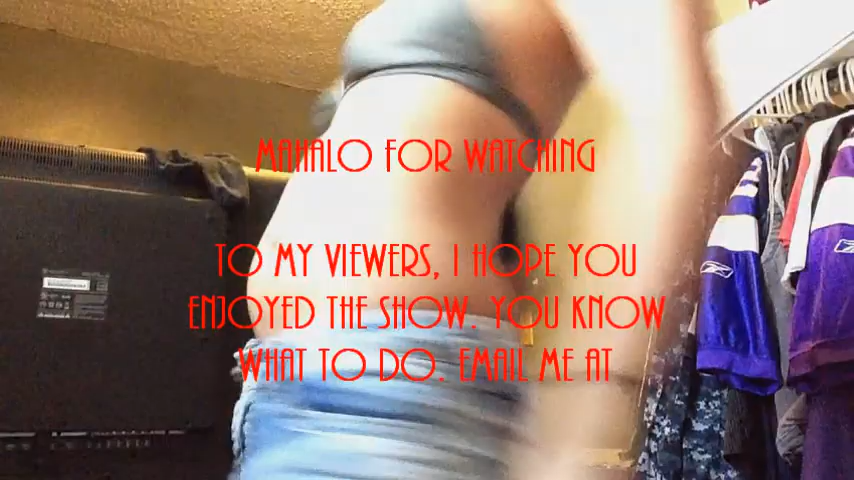 MAHALO FOR WATCHING
TO MY VIEWERS, I HOPE YOU
ENJOYED THE SHOW. YOU KNOW
WHAT TO DO. EMAIL ME AT